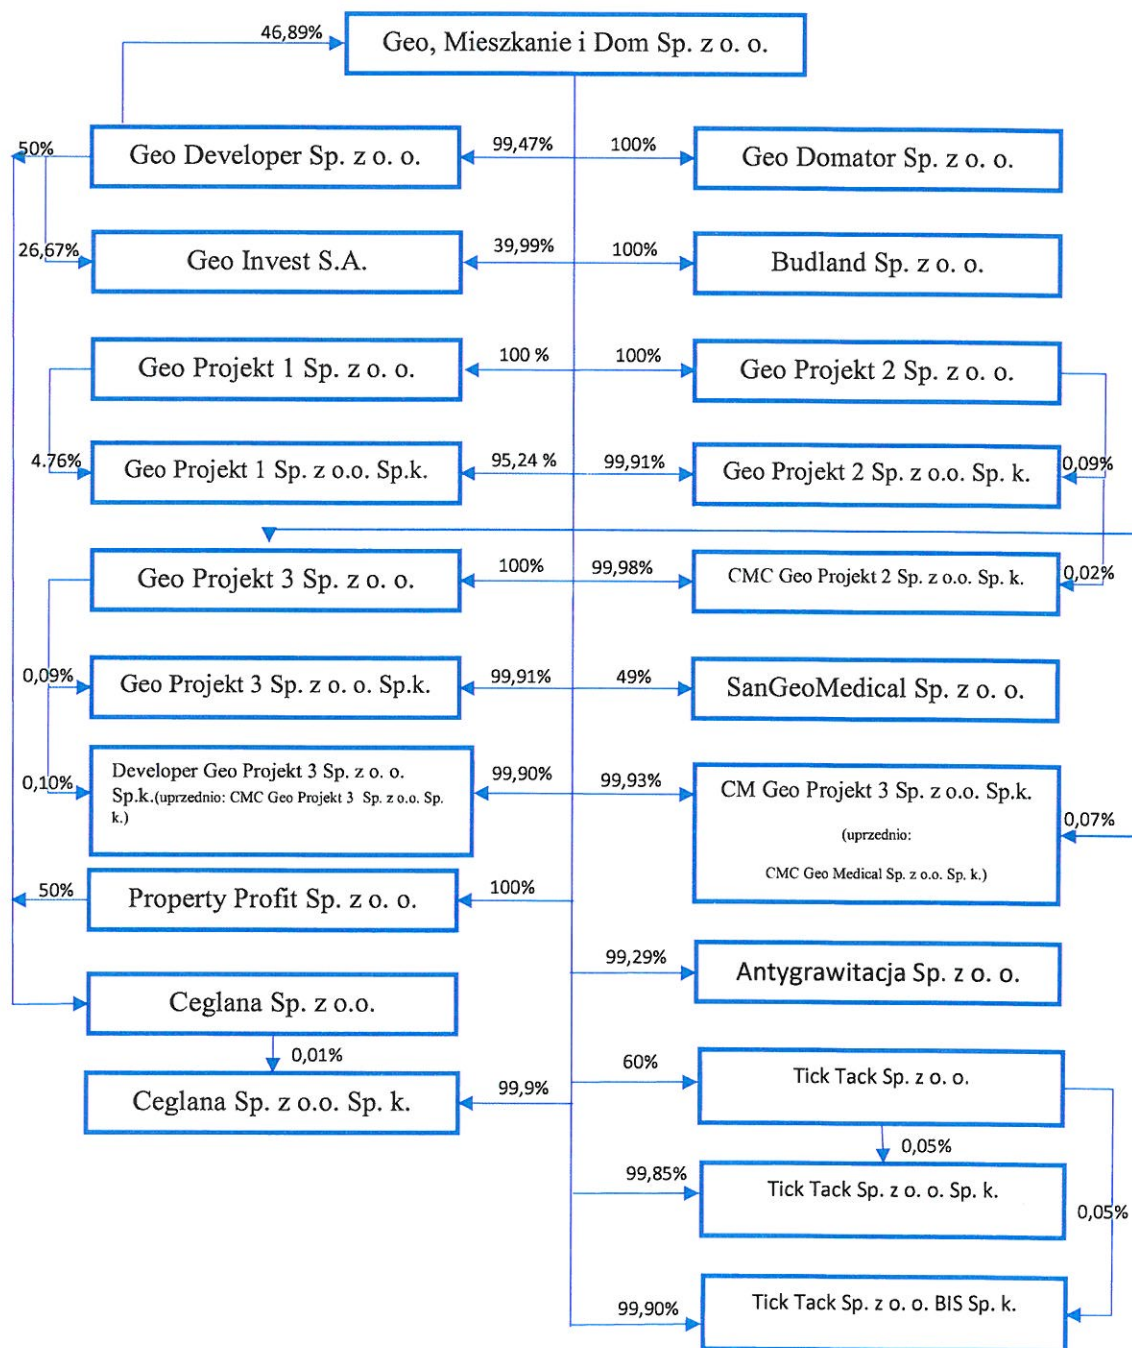 46,89%
Geo, Mieszkanie i Dom Sp. z o. o.
50%
Geo Developer Sp. z o. o.
99,47%
100%
Geo Domator Sp. z o. o.
26,67%
Geo Invest S.A.
39,99%
100%
Budland Sp. z o. o.
Geo Projekt 1 Sp. z o. o.
100 %
100%
Geo Projekt 2 Sp. z o. o.
4.76%
Geo Projekt 1 Sp. z o.o. Sp.k.
95,24 %
99,91%
Geo Projekt 2 Sp. z o.o. Sp. k.
0,09%
Geo Projekt 3 Sp. z o. o.
100%
99,98%
CMC Geo Projekt 2 Sp. z o.o. Sp. k.
0,02%
0,09%
Geo Projekt 3 Sp. z o. o. Sp.k.
99,91%
49%
SanGeoMedical Sp. z o. o.
0,10%
Developer Geo Projekt 3 Sp. z o. o.
Sp.k.(uprzednio: CMC Geo Projekt 3 Sp. z o.o. Sp.
k.)
99,90%
99,93%
CM Geo Projekt 3 Sp. z o.o. Sp.k.
(uprzednio:
CMC Geo Medical Sp. z o.o. Sp. k.)
0,07%
50%
Property Profit Sp. z o. o.
100%
99,29%
Antygrawitacja Sp. z o. o.
Ceglana Sp. z o.o.
0,01%
Ceglana Sp. z o.o. Sp. k.
99,9%
60%
Tick Tack Sp. z o. o.
0,05%
99,85%
Tick Tack Sp. z o. o. Sp. k.
0,05%
99,90%
Tick Tack Sp. z o. o. BIS Sp. k.